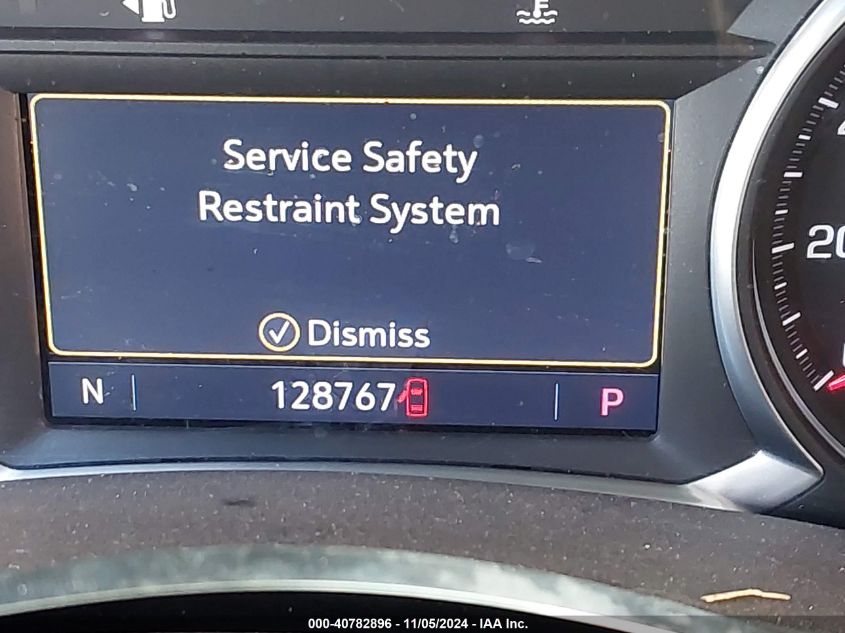 Service Safety
Restraint System
Dismiss
N 128767 P
20
000-40782896 - 11/05/2024 - IAA Inc.